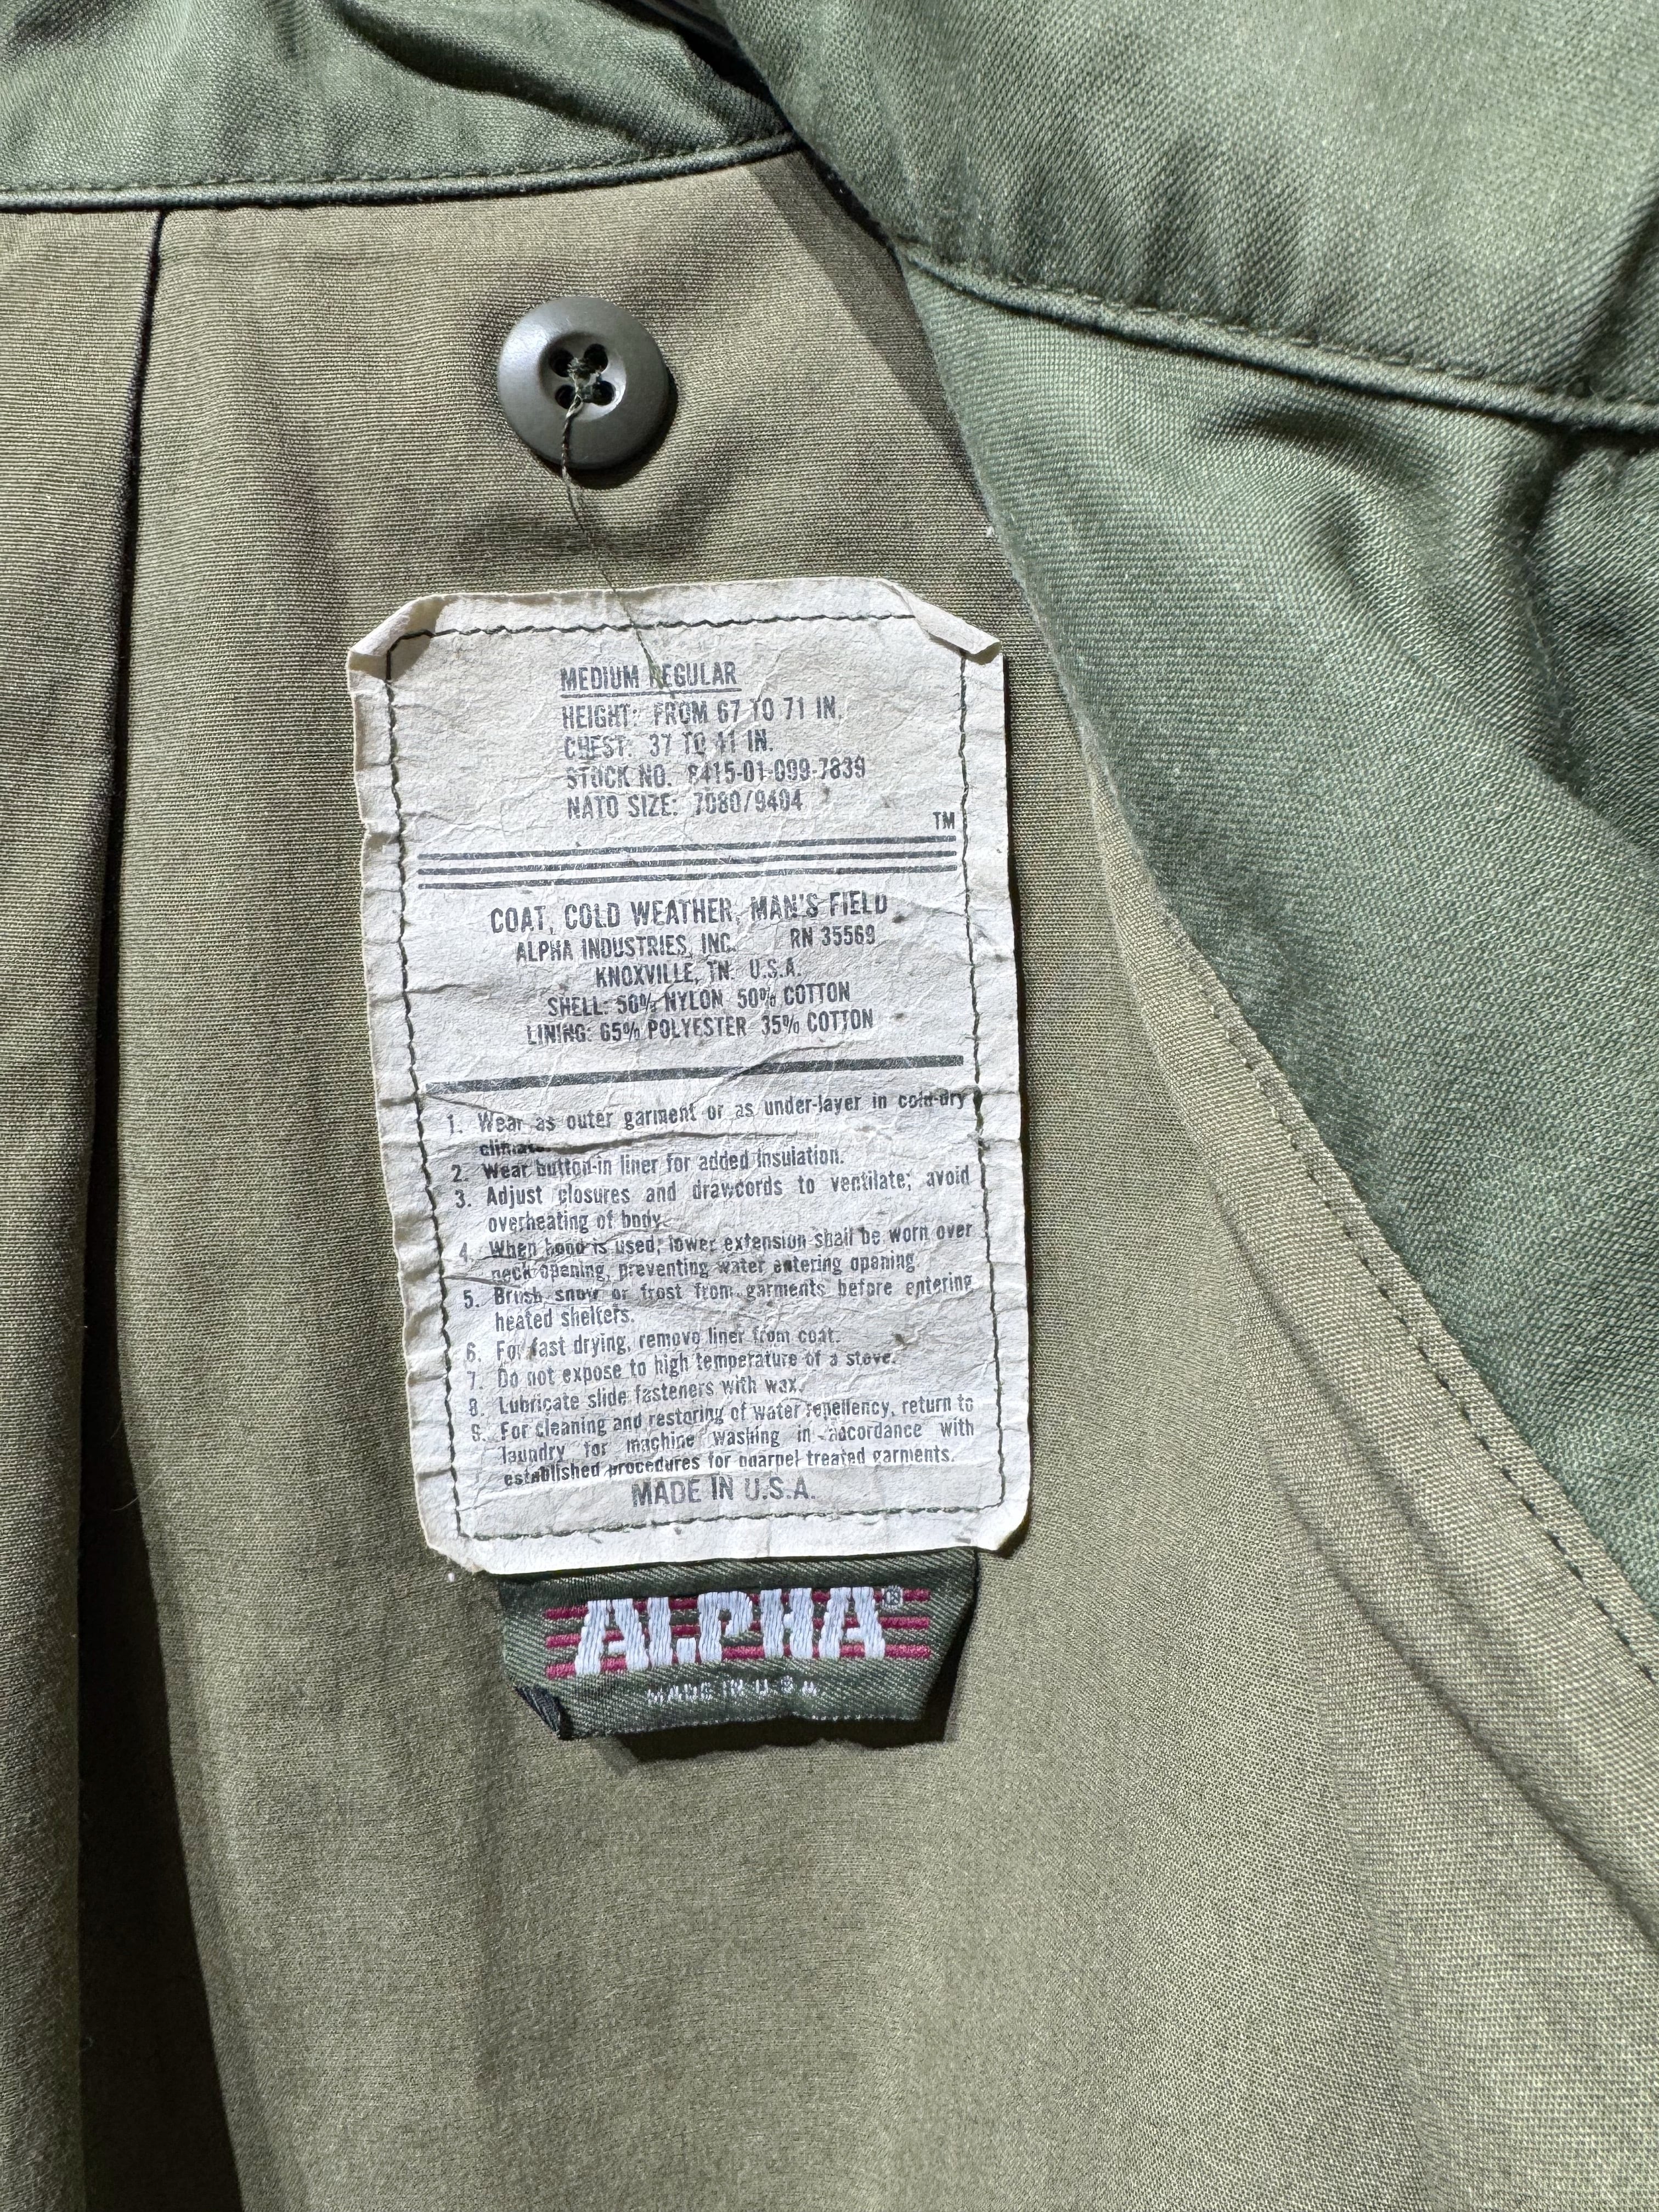 MEDIUM REGULAR
HEIGHT: FROM 67 TO 71 IN.
CHEST: 37 TO 41 IN.
STOCK NO. 8415-01-099-7839
NATO SIZE: 7080/9404
TM
COAT, COLD WEATHER, MAN'S FIELD
ALPHA INDUSTRIES, INC. RN 35569
KNOXVILLE, TN. U.S.A.
SHELL: 50% NYLON 50% COTTON
LINING: 65% POLYESTER 35% COTTON
1. Wear as outer garment or as under-layer in cold-dry
climate.
2. Wear button-in liner for added insulation.
3. Adjust closures and drawcords to ventilate; avoid
overheating of body.
4. When hood is used, lower extension shall be worn over
neck opening, preventing water entering opening
5. Brush snow or frost from garments before entering
heated shelters.
6. For fast drying, remove liner from coat.
7. Do not expose to high temperature of a stove.
8. Lubricate slide fasteners with wax.
9. For cleaning and restoring of water repellency, return to
laundry for machine washing in accordance with
established procedures for quarpel treated garments.
MADE IN U.S.A.
ALPHA®
MADE IN U.S.A.